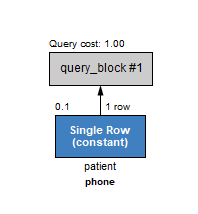 Query cost: 1.00
query_block #1
0.1 1 row
Single Row
(constant)
patient
phone